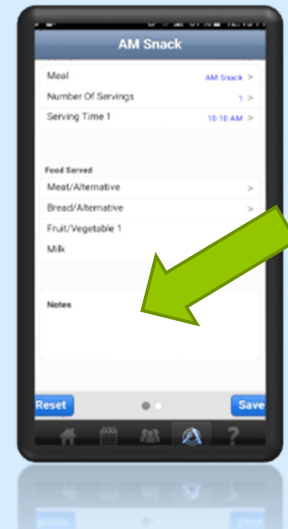 AM Snack
Meal AM Snack >
Number Of Servings 1 >
Serving Time 1 10:10 AM >
Food Served
Meat/Alternative >
Bread/Alternative >
Fruit/Vegetable 1
Milk
Notes
Reset Save
?